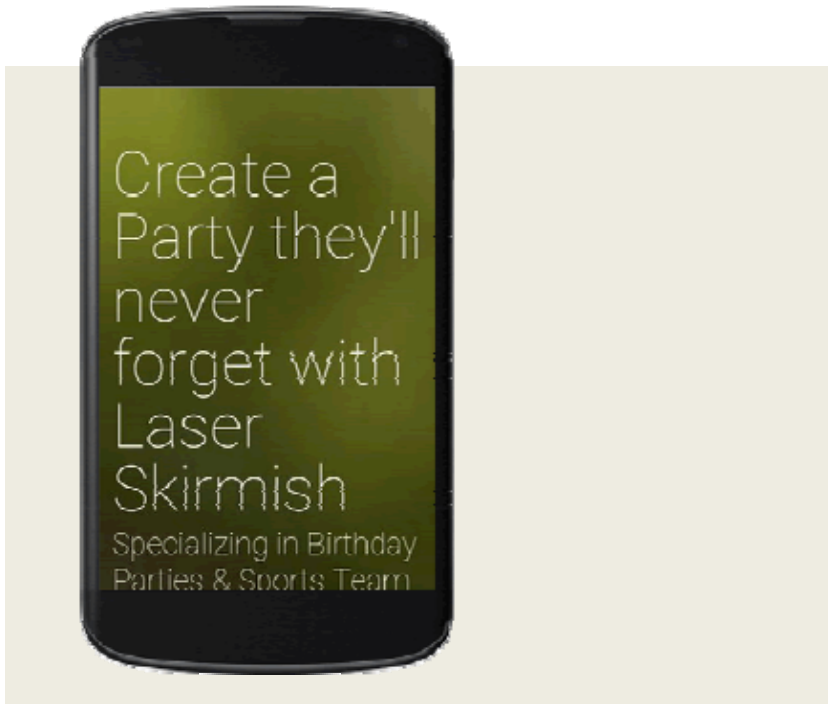 Create a
Party they'll
never
forget with
Laser
Skirmish
Specializing in Birthday
Parties & Sports Team